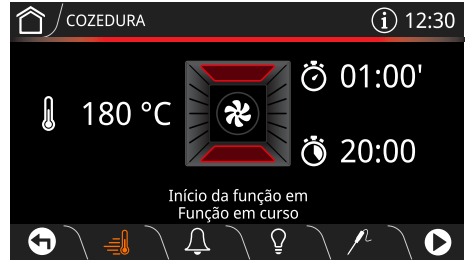 COZEDURA
i 12:30
01:00'
180 °C
20:00
Início da função em
Função em curso